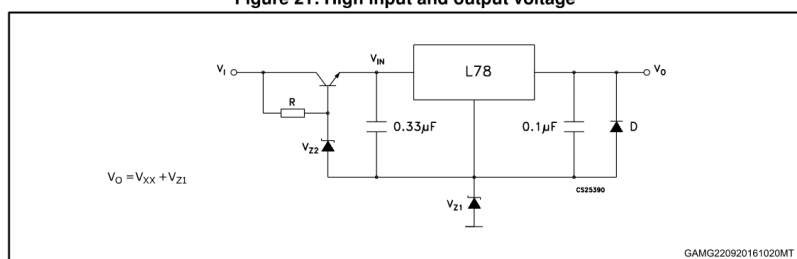 Figure 21. High input and output voltage
V_I
V_IN
L78
V_O
R
0.33µF
0.1µF
D
V_Z2
V_O = V_XX + V_Z1
CS25390
V_Z1
GAMG220920161020MT